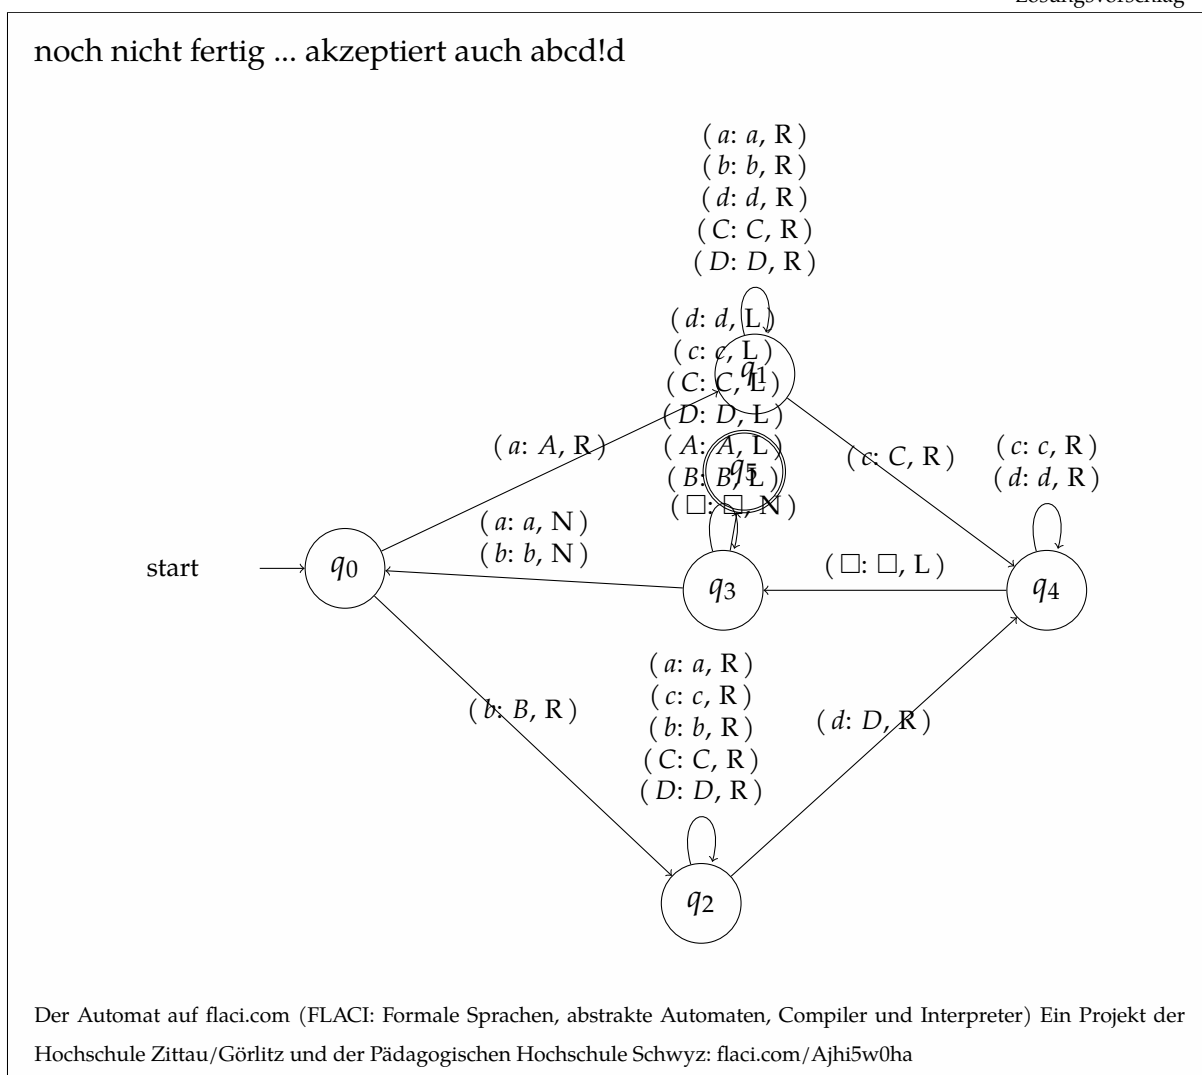 Lösungsvorschlag
noch nicht fertig ... akzeptiert auch abcd!d
( a: a, R )
( b: b, R )
( d: d, R )
( C: C, R )
( D: D, R )
( d: d, L )
( c: c, L )
q1
( C: C, L )
( D: D, L )
( a: A, R )
( A: A, L )
( c: C, R )
( c: c, R )
q5
( B: B, L )
( d: d, R )
( □: □, N )
( a: a, N )
( b: b, N )
start
q0
( □: □, L )
q3
q4
( a: a, R )
( c: c, R )
( b: b, R )
( C: C, R )
( D: D, R )
( b: B, R )
( d: D, R )
q2
Der Automat auf flaci.com (FLACI: Formale Sprachen, abstrakte Automaten, Compiler und Interpreter) Ein Projekt der
Hochschule Zittau/Görlitz und der Pädagogischen Hochschule Schwyz: flaci.com/Ajhi5w0ha